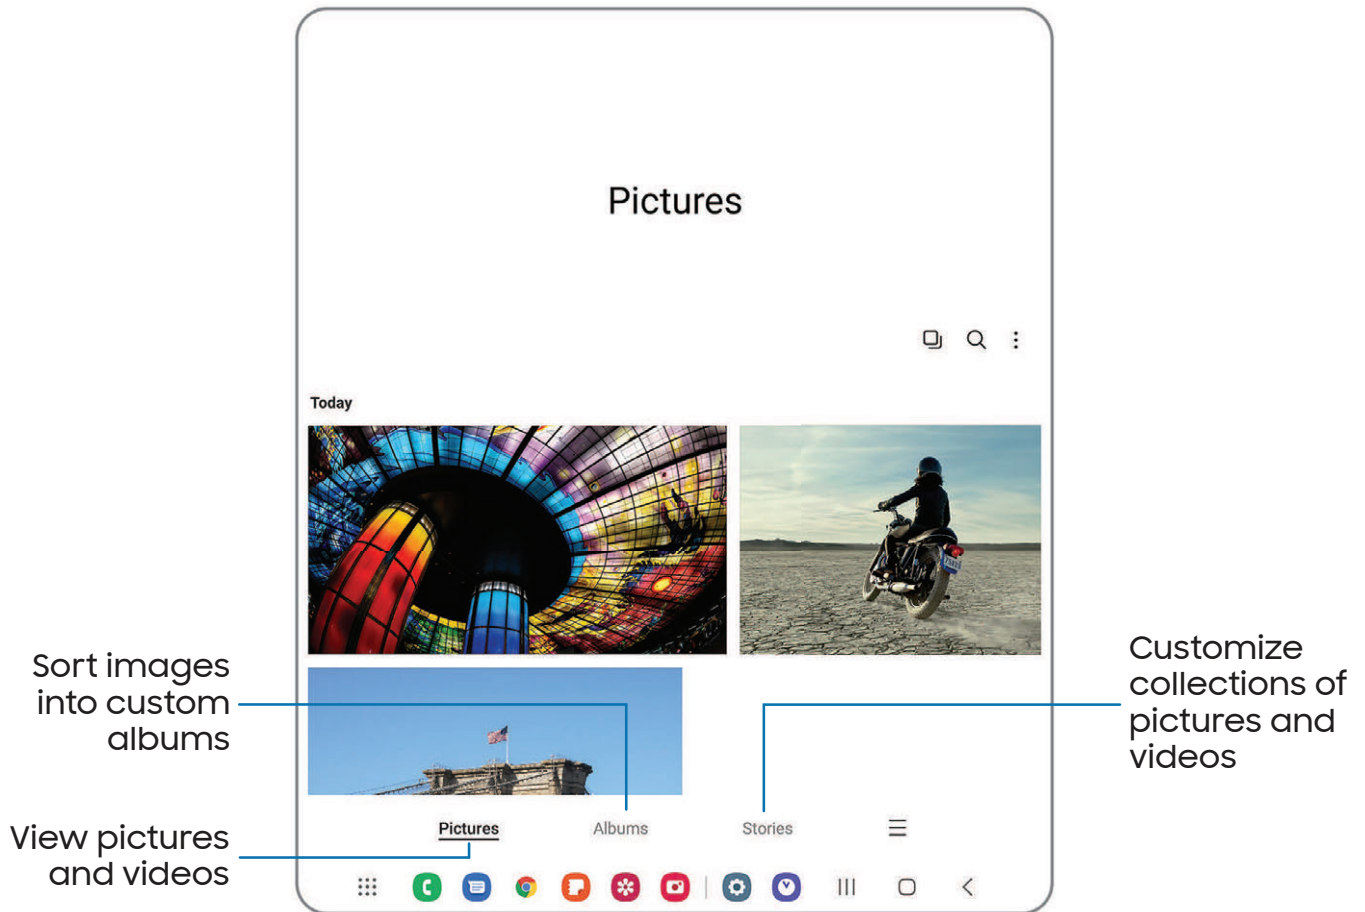 Pictures
Today
Sort images
into custom
albums
Customize
collections of
pictures and
videos
View pictures
and videos
Pictures
Albums
Stories